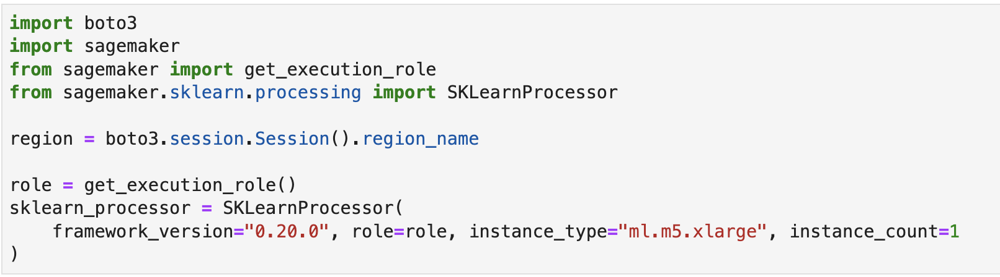 import boto3
import sagemaker
from sagemaker import get_execution_role
from sagemaker.sklearn.processing import SKLearnProcessor

region = boto3.session.Session().region_name

role = get_execution_role()
sklearn_processor = SKLearnProcessor(
    framework_version="0.20.0", role=role, instance_type="ml.m5.xlarge", instance_count=1
)